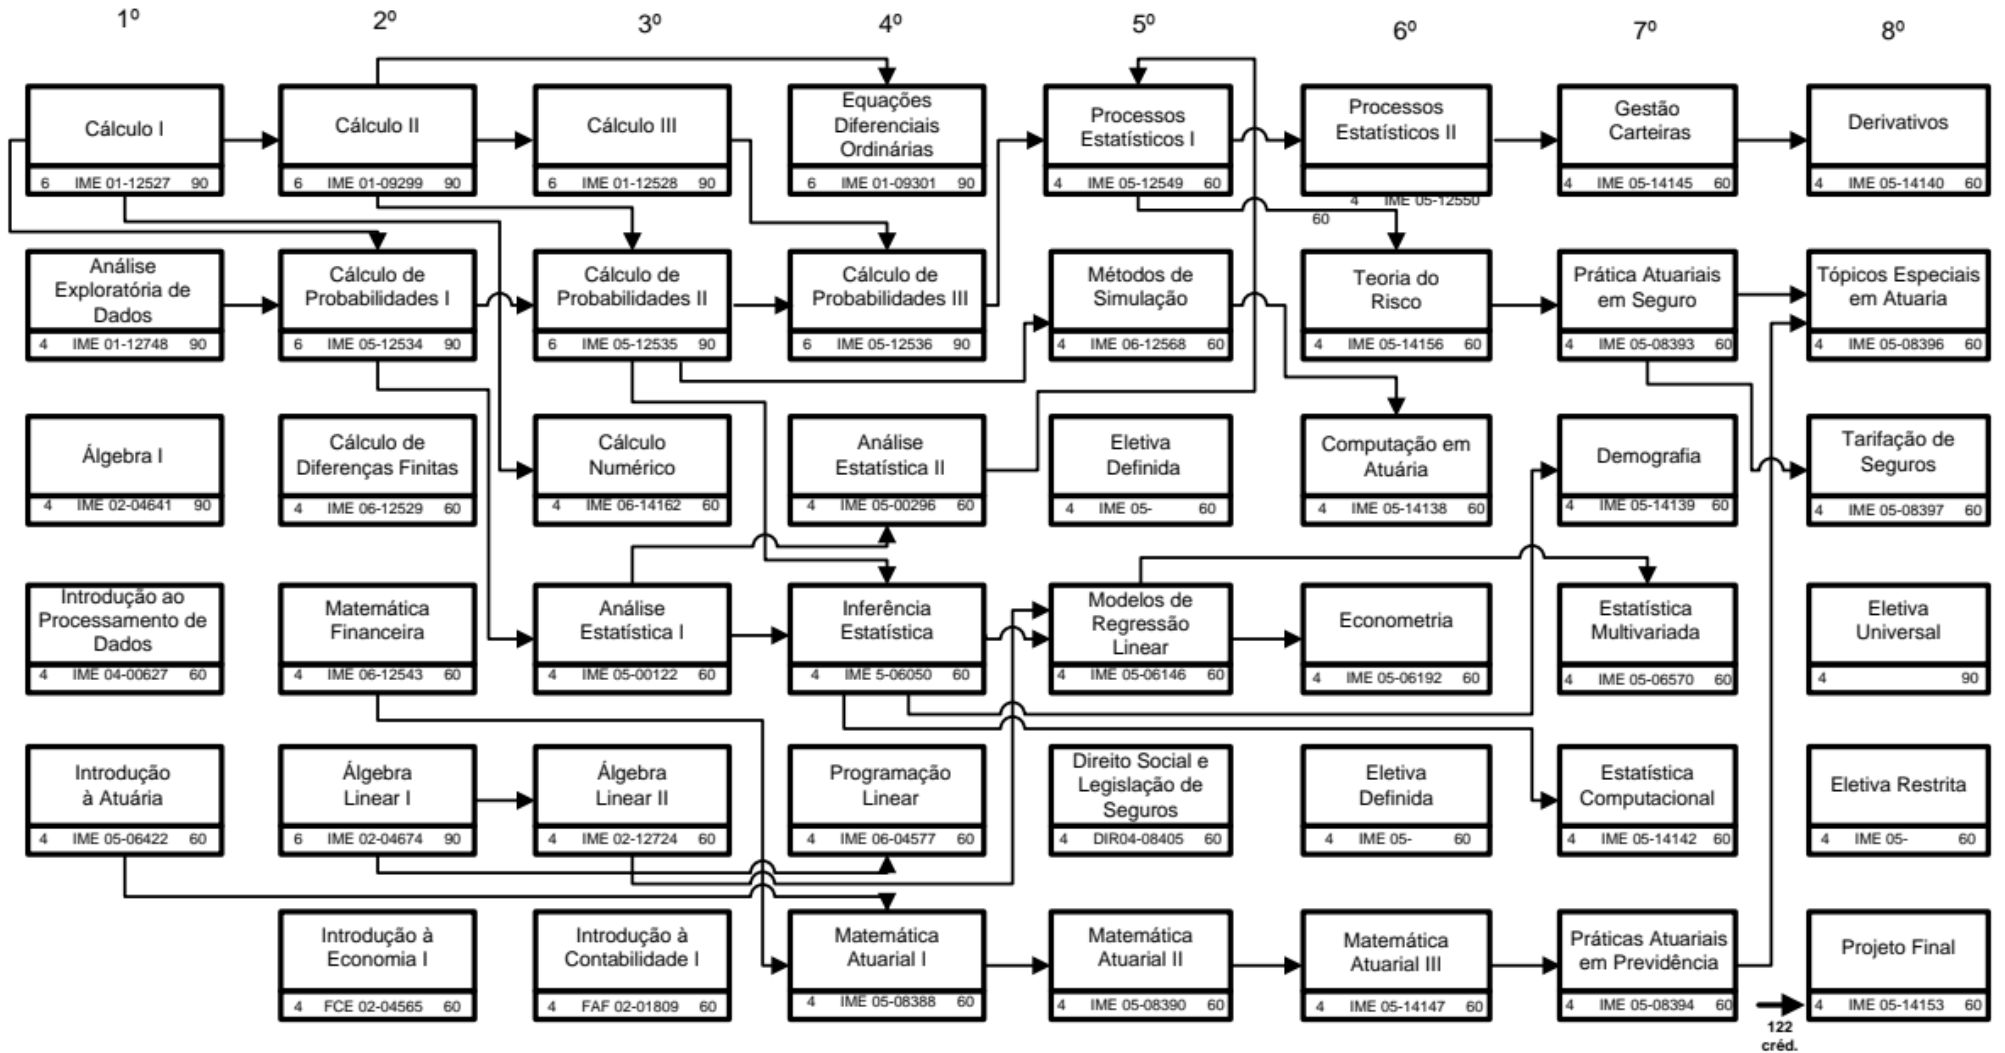 1º 2º 3º 4º 5º 6º 7º 8º
Cálculo I
6 IME 01-12527 90
Cálculo II
6 IME 01-09299 90
Cálculo III
6 IME 01-12528 90
Equações
Diferenciais
Ordinárias
6 IME 01-09301 90
Processos
Estatísticos I
4 IME 05-12549 60
Processos
Estatísticos II
4 IME 05-12550
60
Gestão
Carteiras
4 IME 05-14145 60
Derivativos
4 IME 05-14140 60
Análise
Exploratória de
Dados
4 IME 01-12748 90
Cálculo de
Probabilidades I
6 IME 05-12534 90
Cálculo de
Probabilidades II
6 IME 05-12535 90
Cálculo de
Probabilidades III
6 IME 05-12536 90
Métodos de
Simulação
4 IME 06-12568 60
Teoria do
Risco
4 IME 05-14156 60
Prática Atuariais
em Seguro
4 IME 05-08393 60
Tópicos Especiais
em Atuaria
4 IME 05-08396 60
Álgebra I
4 IME 02-04641 90
Cálculo de
Diferenças Finitas
4 IME 06-12529 60
Cálculo
Numérico
4 IME 06-14162 60
Análise
Estatística II
4 IME 05-00296 60
Eletiva
Definida
4 IME 05- 60
Computação em
Atuária
4 IME 05-14138 60
Demografia
4 IME 05-14139 60
Tarifação de
Seguros
4 IME 05-08397 60
Introdução ao
Processamento de
Dados
4 IME 04-00627 60
Matemática
Financeira
4 IME 06-12543 60
Análise
Estatística I
4 IME 05-00122 60
Inferência
Estatística
4 IME 5-06050 60
Modelos de
Regressão
Linear
4 IME 05-06146 60
Econometria
4 IME 05-06192 60
Estatística
Multivariada
4 IME 05-06570 60
Eletiva
Universal
4 90
Introdução
à Atuária
4 IME 05-06422 60
Álgebra
Linear I
6 IME 02-04674 90
Álgebra
Linear II
4 IME 02-12724 60
Programação
Linear
4 IME 06-04577 60
Direito Social e
Legislação de
Seguros
4 DIR04-08405 60
Eletiva
Definida
4 IME 05- 60
Estatística
Computacional
4 IME 05-14142 60
Eletiva Restrita
4 IME 05- 60
Introdução à
Economia I
4 FCE 02-04565 60
Introdução à
Contabilidade I
4 FAF 02-01809 60
Matemática
Atuarial I
4 IME 05-08388 60
Matemática
Atuarial II
4 IME 05-08390 60
Matemática
Atuarial III
4 IME 05-14147 60
Práticas Atuariais
em Previdência
4 IME 05-08394 60
Projeto Final
4 IME 05-14153 60
122
créd.